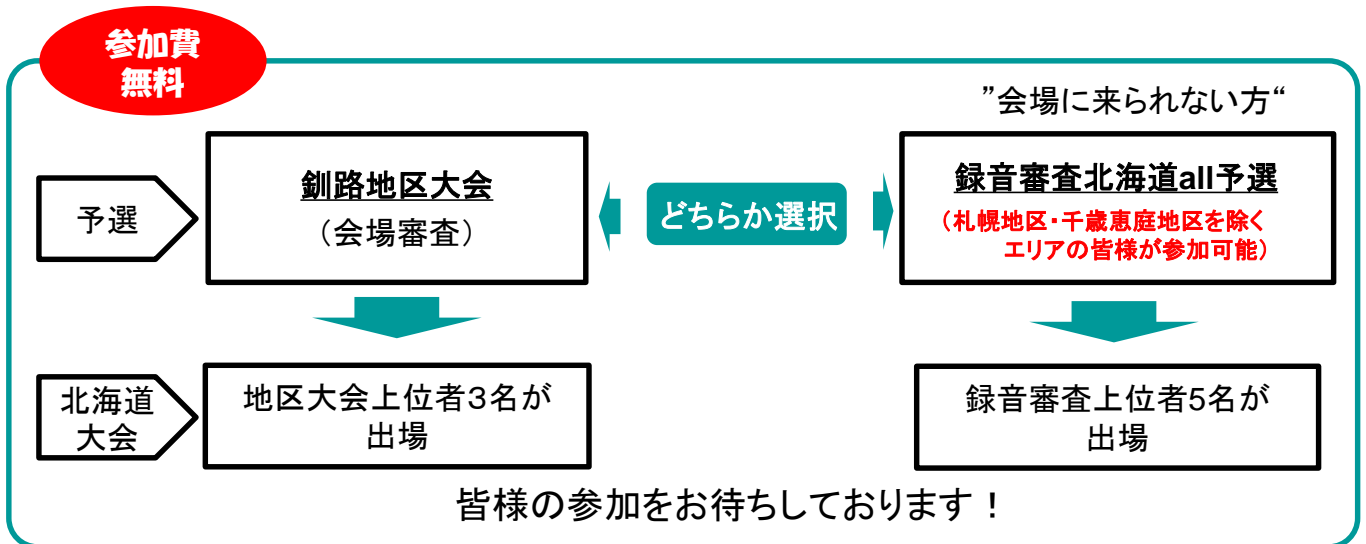 参加費
無料
”会場に来られない方“
予選
釧路地区大会
（会場審査）
どちらか選択
録音審査北海道all予選
（札幌地区・千歳恵庭地区を除く
エリアの皆様が参加可能）
北海道
大会
地区大会上位者３名が
出場
録音審査上位者5名が
出場
皆様の参加をお待ちしております！